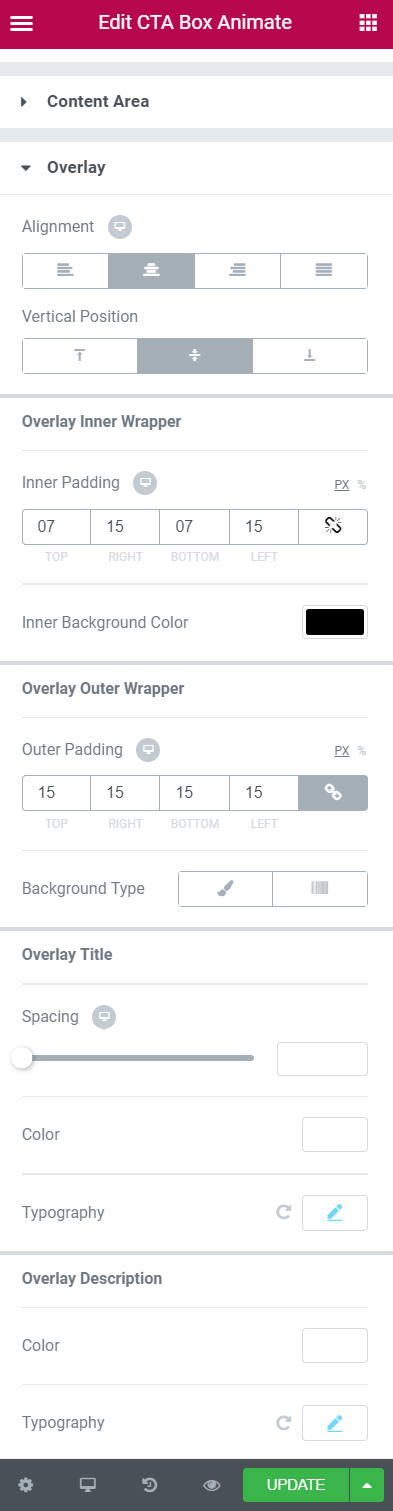 Edit CTA Box Animate
Content Area
Overlay
Alignment
Vertical Position
Overlay Inner Wrapper
Inner Padding PX %
07 15 07 15
TOP RIGHT BOTTOM LEFT
Inner Background Color
Overlay Outer Wrapper
Outer Padding PX %
15 15 15 15
TOP RIGHT BOTTOM LEFT
Background Type
Overlay Title
Spacing
Color
Typography
Overlay Description
Color
Typography
UPDATE